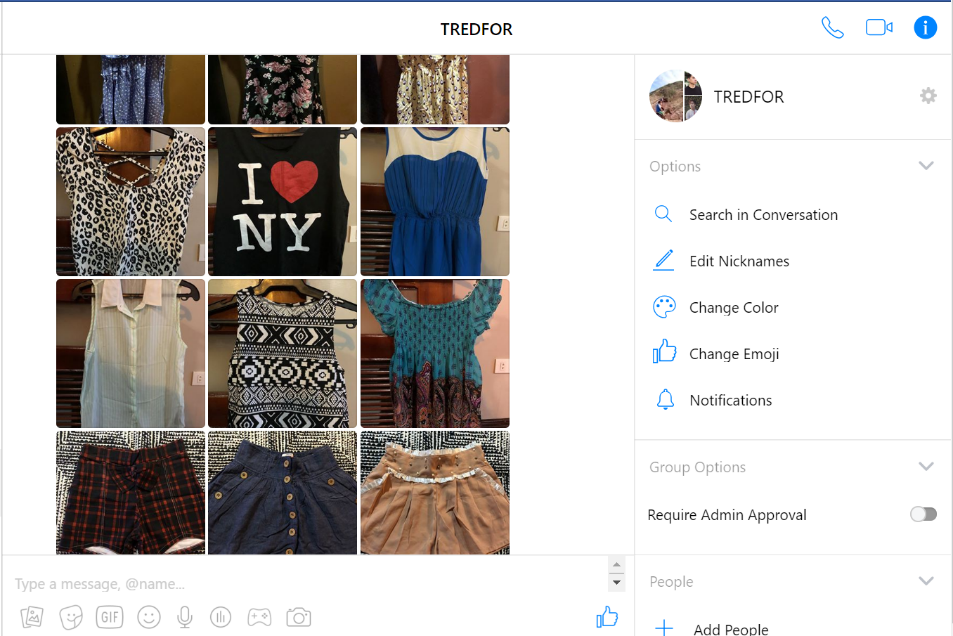 TREDFOR
I
NY
Type a message, @name...
GIF
TREDFOR
Options
Search in Conversation
Edit Nicknames
Change Color
Change Emoji
Notifications
Group Options
Require Admin Approval
People
Add People